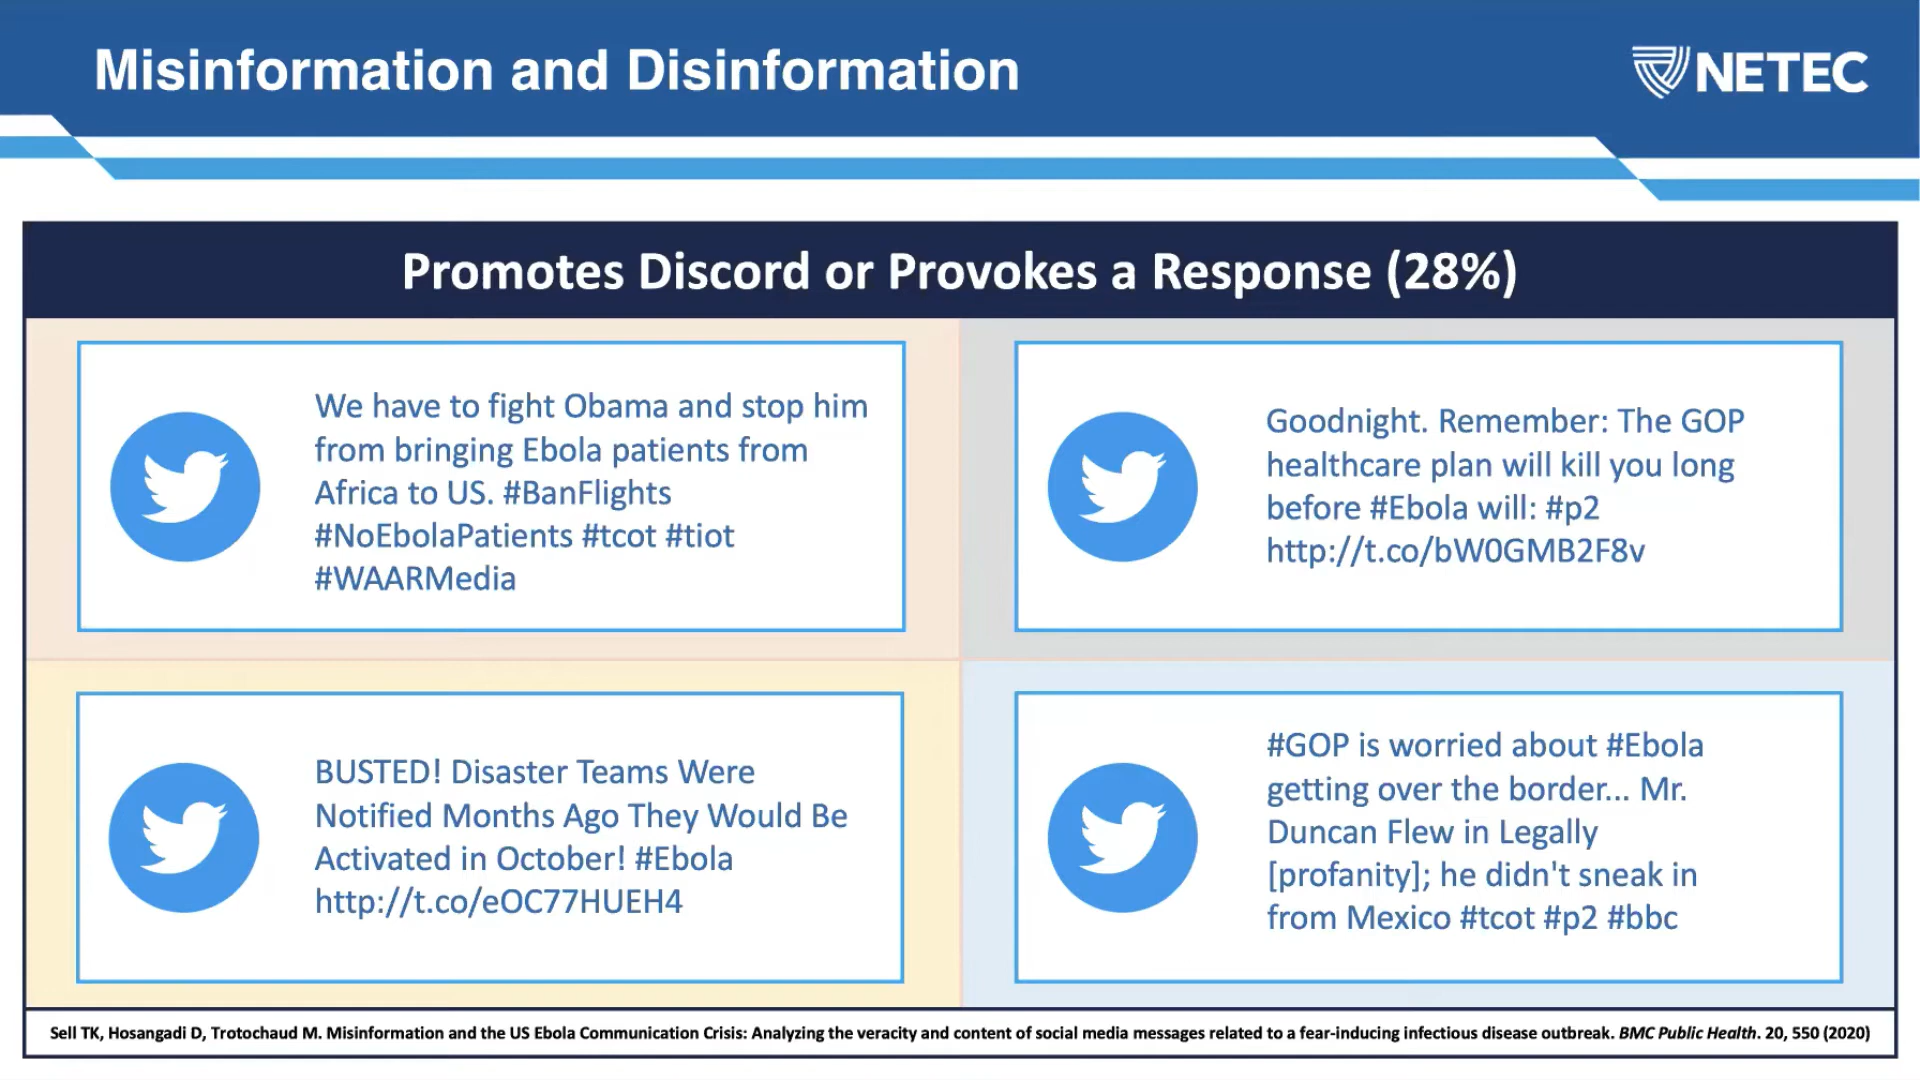 Misinformation and Disinformation
NETEC
Promotes Discord or Provokes a Response (28%)
We have to fight Obama and stop him
from bringing Ebola patients from
Africa to US. #BanFlights
#NoEbolaPatients #tcot #tiot
#WAARMedia
Goodnight. Remember: The GOP
healthcare plan will kill you long
before #Ebola will: #p2
http://t.co/bW0GMB2F8v
BUSTED! Disaster Teams Were
Notified Months Ago They Would Be
Activated in October! #Ebola
http://t.co/eOC77HUEH4
#GOP is worried about #Ebola
getting over the border... Mr.
Duncan Flew in Legally
[profanity]; he didn't sneak in
from Mexico #tcot #p2 #bbc
Sell TK, Hosangadi D, Trotochaud M. Misinformation and the US Ebola Communication Crisis: Analyzing the veracity and content of social media messages related to a fear-inducing infectious disease outbreak. BMC Public Health. 20, 550 (2020)